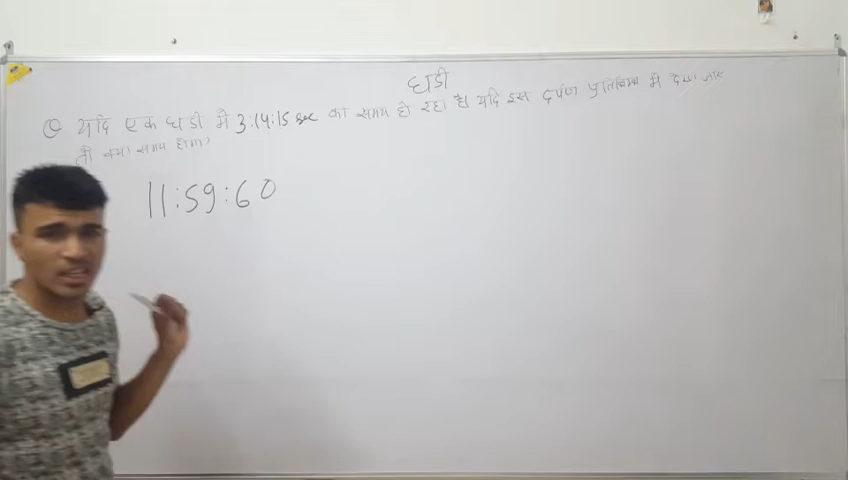 घडी
Q यदि एक घडी मे 3:14:15 sec का समय हो रहा है। यदि इस दर्पण प्रतिबिम्ब मे देखा जाए
तो क्या समय होगा?
11:59:60